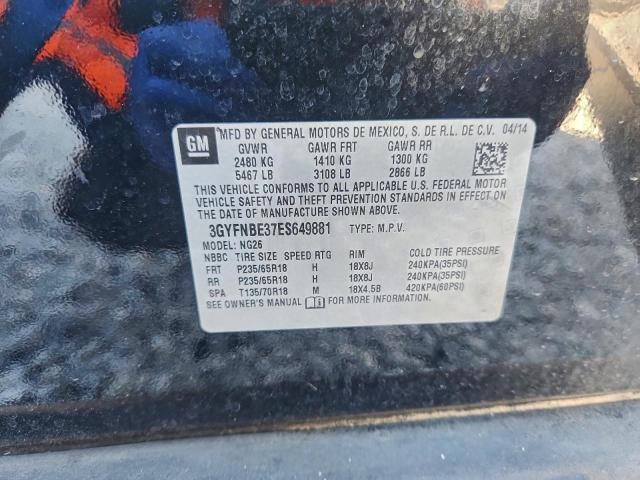 GM MFD BY GENERAL MOTORS DE MEXICO, S. DE R.L. DE C.V. 04/14
GVWR GAWR FRT GAWR RR
2480 KG 1410 KG 1300 KG
5467 LB 3108 LB 2866 LB
THIS VEHICLE CONFORMS TO ALL APPLICABLE U.S. FEDERAL MOTOR
VEHICLE SAFETY AND THEFT PREVENTION STANDARDS IN EFFECT ON
THE DATE OF MANUFACTURE SHOWN ABOVE.
3GYFNBE37ES649881 TYPE: M.P.V.
MODEL: NG26
NBBC TIRE SIZE SPEED RTG RIM COLD TIRE PRESSURE
FRT P235/65R18 H 18X8J 240KPA(35PSI)
RR P235/65R18 H 18X8J 240KPA(35PSI)
SPA T135/70R18 M 18X4.5B 420KPA(60PSI)
SEE OWNER'S MANUAL FOR MORE INFORMATION.